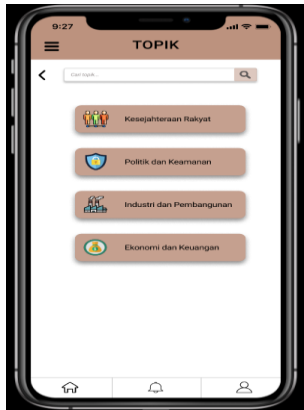 9:27
TOPIK
Cari topik...
Kesejahteraan Rakyat
Politik dan Keamanan
Industri dan Pembangunan
Ekonomi dan Keuangan